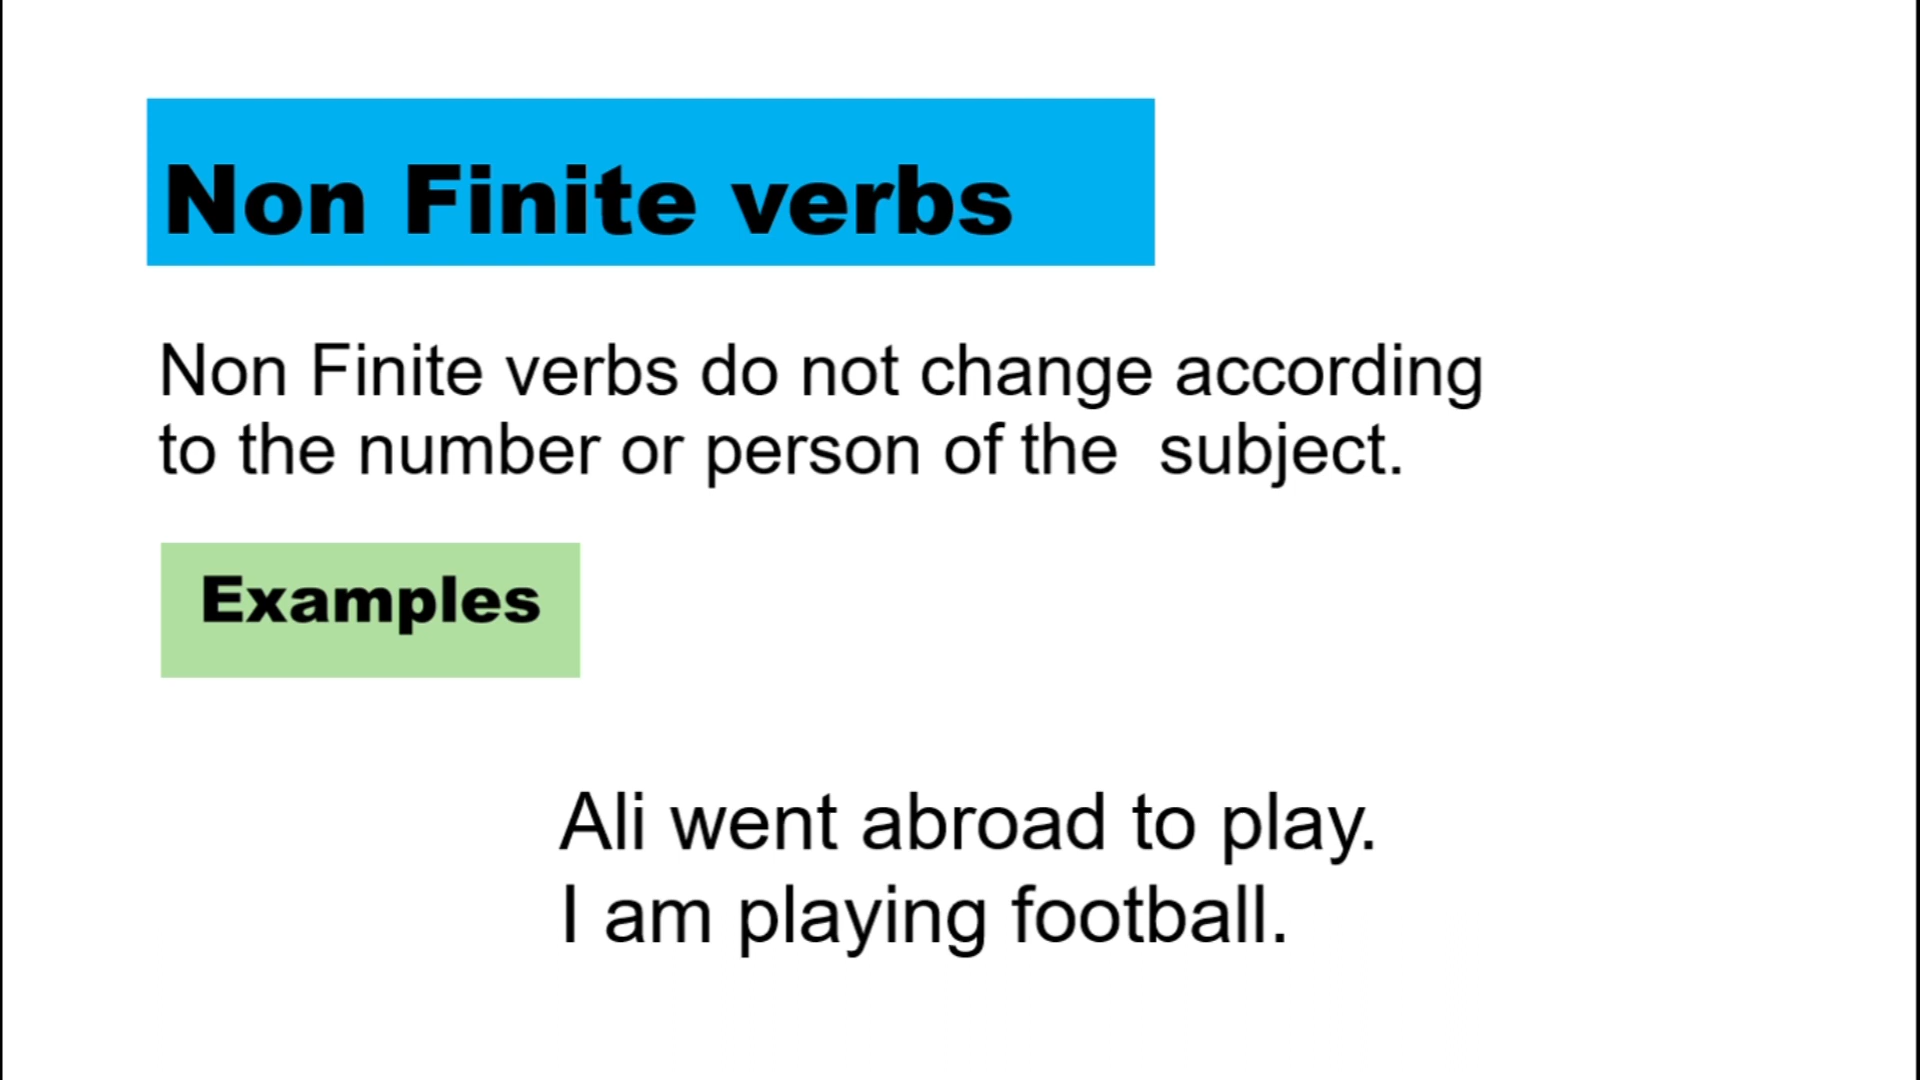 Non Finite verbs
Non Finite verbs do not change according
to the number or person of the  subject.
Examples
Ali went abroad to play.
I am playing football.